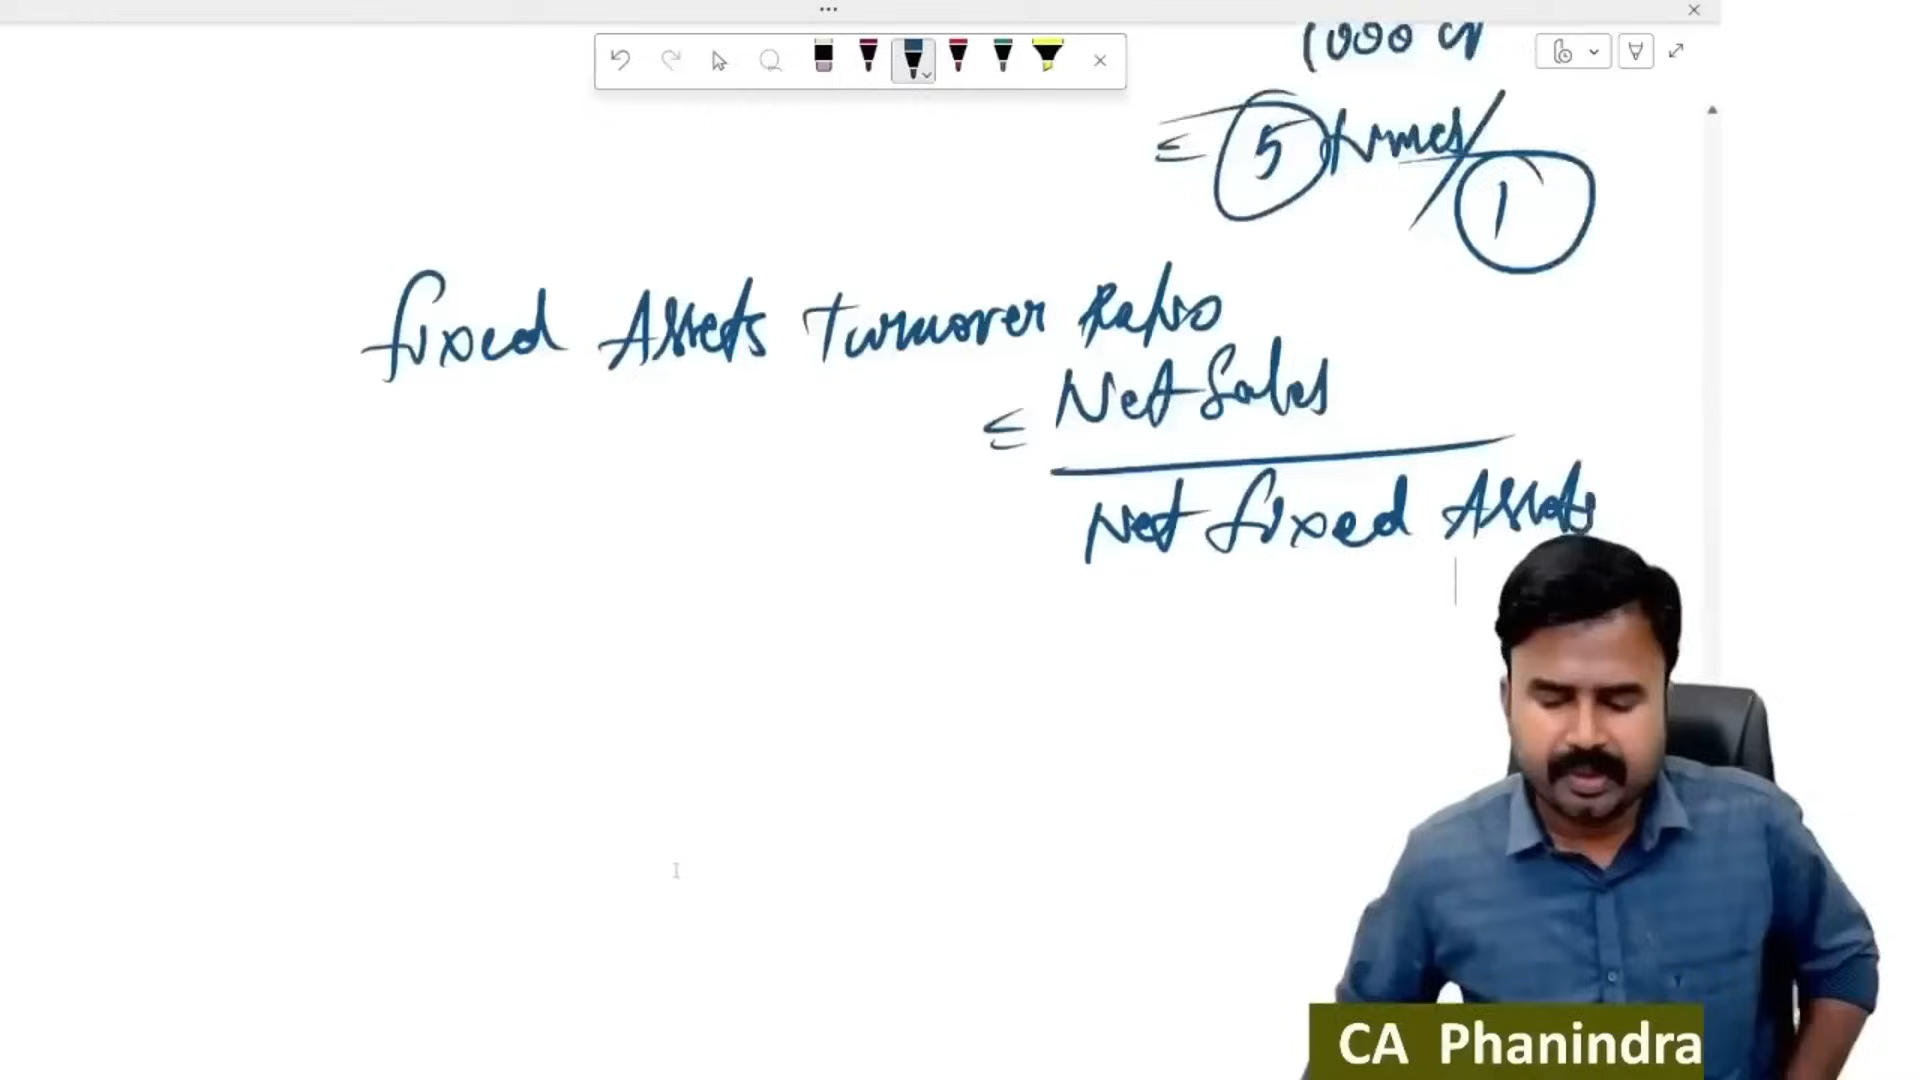 1000 cr
= 5 times/
1
Fixed Assets Turnover Ratio
= Net Sales
Net Fixed Assets
CA Phanindra